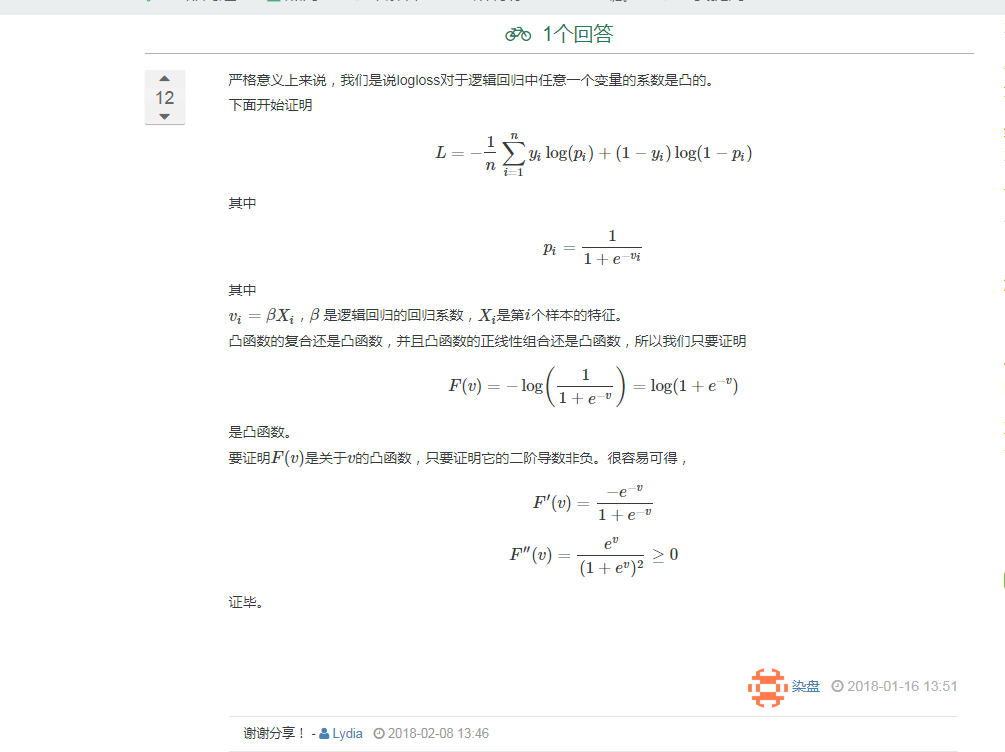 1个回答
12
严格意义上来说，我们是说logloss对于逻辑回归中任意一个变量的系数是凸的。
下面开始证明
L = −\frac{1}{n} \sum_{i=1}^{n} y_i log(p_i) + (1 − y_i) log(1 − p_i)
其中
p_i = \frac{1}{1 + e^{−v_i}}
其中
v_i = βX_i，β 是逻辑回归的回归系数，X_i是第i个样本的特征。
凸函数的复合还是凸函数，并且凸函数的正线性组合还是凸函数，所以我们只要证明
F(v) = − log(\frac{1}{1 + e^{−v}}) = log(1 + e^{−v})
是凸函数。
要证明F(v)是关于v的凸函数，只要证明它的二阶导数非负。很容易可得，
F′(v) = \frac{−e^{−v}}{1 + e^{−v}}
F″(v) = \frac{e^v}{(1 + e^v)^2} ≥ 0
证毕。
染盘 2018-01-16 13:51
谢谢分享！ - Lydia 2018-02-08 13:46